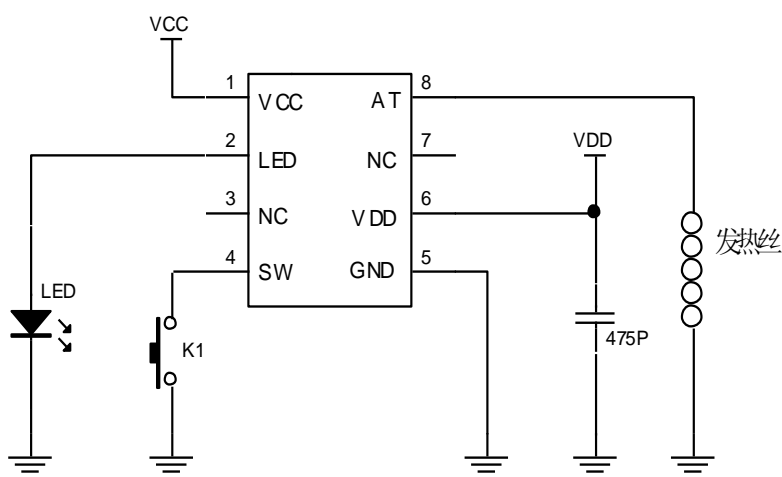 VCC
1
VCC
AT
8
2
LED
NC
7
VDD
3
NC
VDD
6
4
SW
GND
5
发热丝
LED
K1
475P